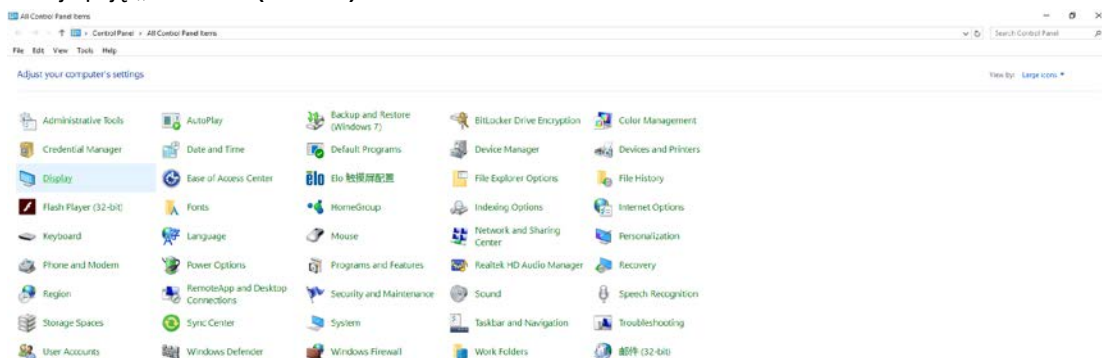 All Control Panel Items
Control Panel › All Control Panel Items
Search Control Panel
File Edit View Tools Help
Adjust your computer's settings
View by: Large icons
Administrative Tools
AutoPlay
Backup and Restore
(Windows 7)
BitLocker Drive Encryption
Color Management
Credential Manager
Date and Time
Default Programs
Device Manager
Devices and Printers
Display
Ease of Access Center
elo Elo 触摸屏配置
File Explorer Options
File History
Flash Player (32-bit)
Fonts
HomeGroup
Indexing Options
Internet Options
Keyboard
Language
Mouse
Network and Sharing
Center
Personalization
Phone and Modem
Power Options
Programs and Features
Realtek HD Audio Manager
Recovery
Region
RemoteApp and Desktop
Connections
Security and Maintenance
Sound
Speech Recognition
Storage Spaces
Sync Center
System
Taskbar and Navigation
Troubleshooting
User Accounts
Windows Defender
Windows Firewall
Work Folders
邮件 (32-bit)